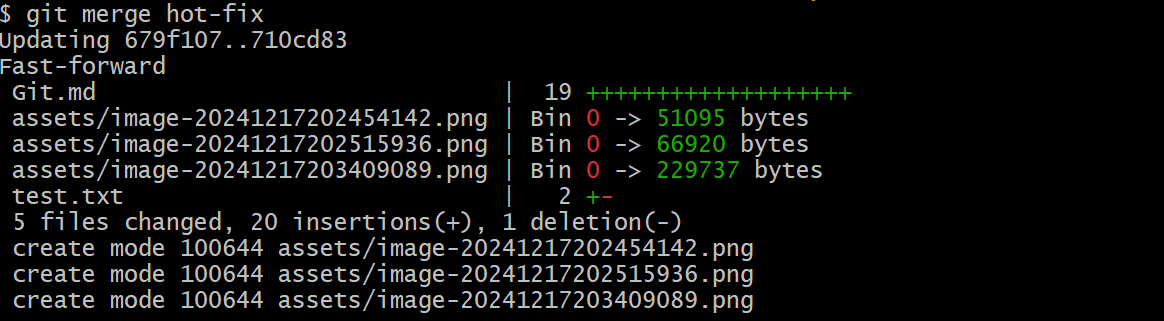 $ git merge hot-fix
Updating 679f107..710cd83
Fast-forward
 Git.md                              |  19 +++++++++++++++++++
 assets/image-20241217202454142.png | Bin 0 -> 51095 bytes
 assets/image-20241217202515936.png | Bin 0 -> 66920 bytes
 assets/image-20241217203409089.png | Bin 0 -> 229737 bytes
 test.txt                            |   2 +-
 5 files changed, 20 insertions(+), 1 deletion(-)
 create mode 100644 assets/image-20241217202454142.png
 create mode 100644 assets/image-20241217202515936.png
 create mode 100644 assets/image-20241217203409089.png